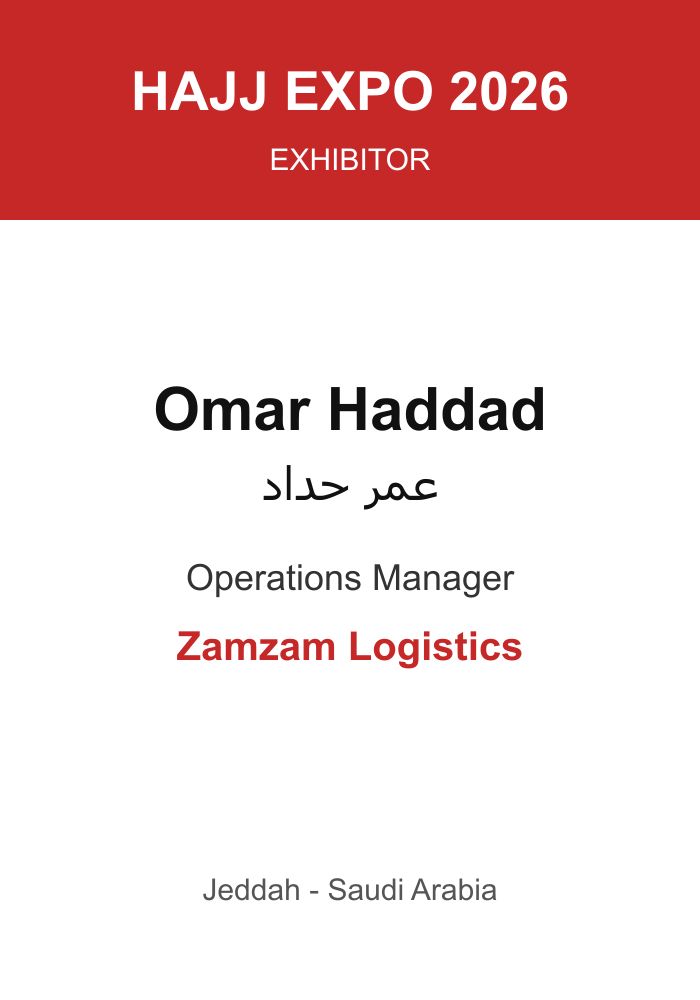 HAJJ EXPO 2026
EXHIBITOR
Omar Haddad
عمر حداد
Operations Manager
Zamzam Logistics
Jeddah - Saudi Arabia